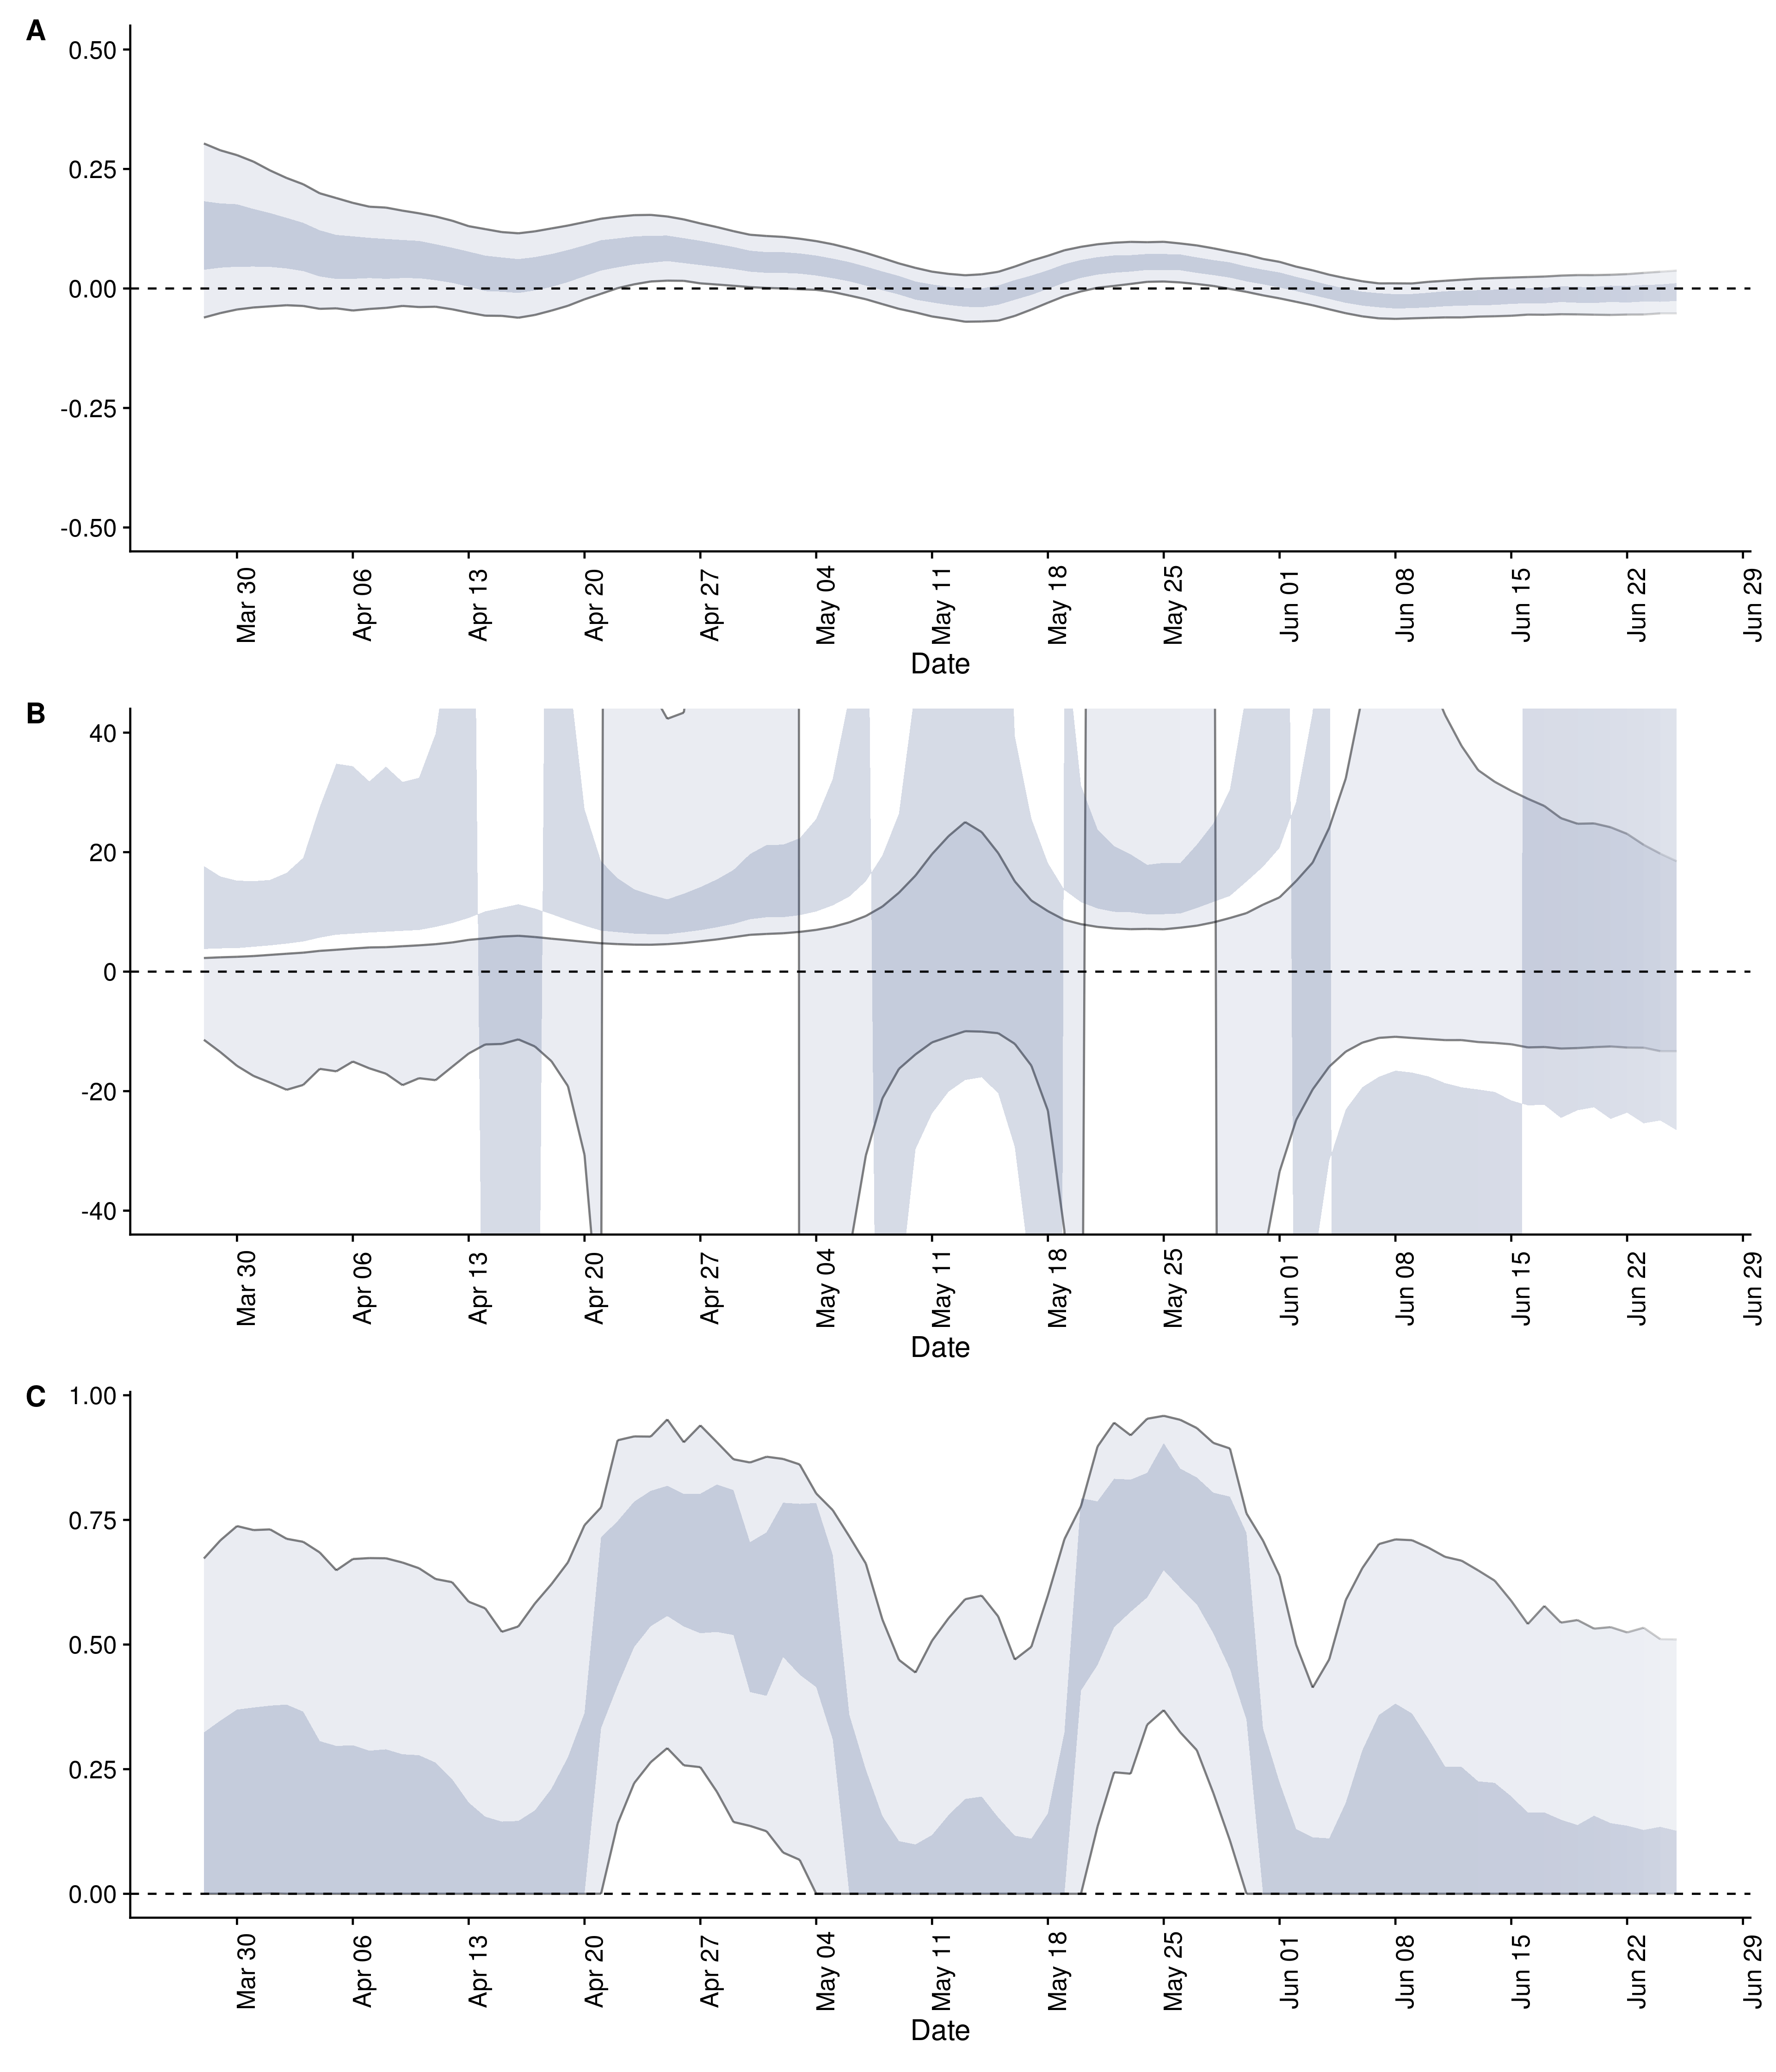 A
0.50
0.25
0.00
-0.25
-0.50
Mar 30
Apr 06
Apr 13
Apr 20
Apr 27
May 04
May 11
May 18
May 25
Jun 01
Jun 08
Jun 15
Jun 22
Jun 29
Date
B
40
20
0
-20
-40
Mar 30
Apr 06
Apr 13
Apr 20
Apr 27
May 04
May 11
May 18
May 25
Jun 01
Jun 08
Jun 15
Jun 22
Jun 29
Date
C
1.00
0.75
0.50
0.25
0.00
Mar 30
Apr 06
Apr 13
Apr 20
Apr 27
May 04
May 11
May 18
May 25
Jun 01
Jun 08
Jun 15
Jun 22
Jun 29
Date